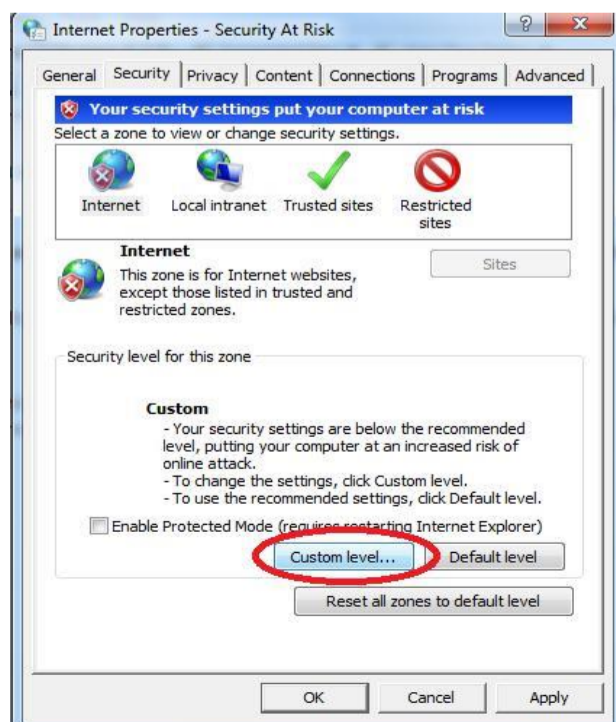 Internet Properties - Security At Risk
General Security Privacy Content Connections Programs Advanced
Your security settings put your computer at risk
Select a zone to view or change security settings.
Internet Local intranet Trusted sites Restricted sites
Internet
Sites
This zone is for Internet websites,
except those listed in trusted and
restricted zones.
Security level for this zone
Custom
- Your security settings are below the recommended
level, putting your computer at an increased risk of
online attack.
- To change the settings, click Custom level.
- To use the recommended settings, click Default level.
Enable Protected Mode (requires restarting Internet Explorer)
Custom level... Default level
Reset all zones to default level
OK Cancel Apply